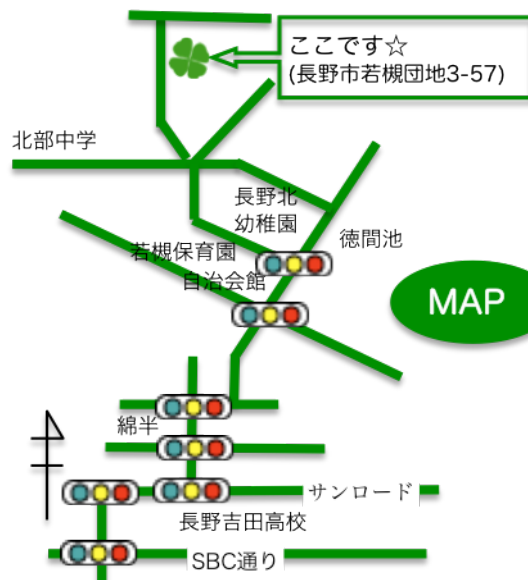 ここです☆
(長野市若槻団地3-57)
北部中学
長野北
幼稚園
徳間池
若槻保育園
自治会館
MAP
綿半
サンロード
長野吉田高校
SBC通り